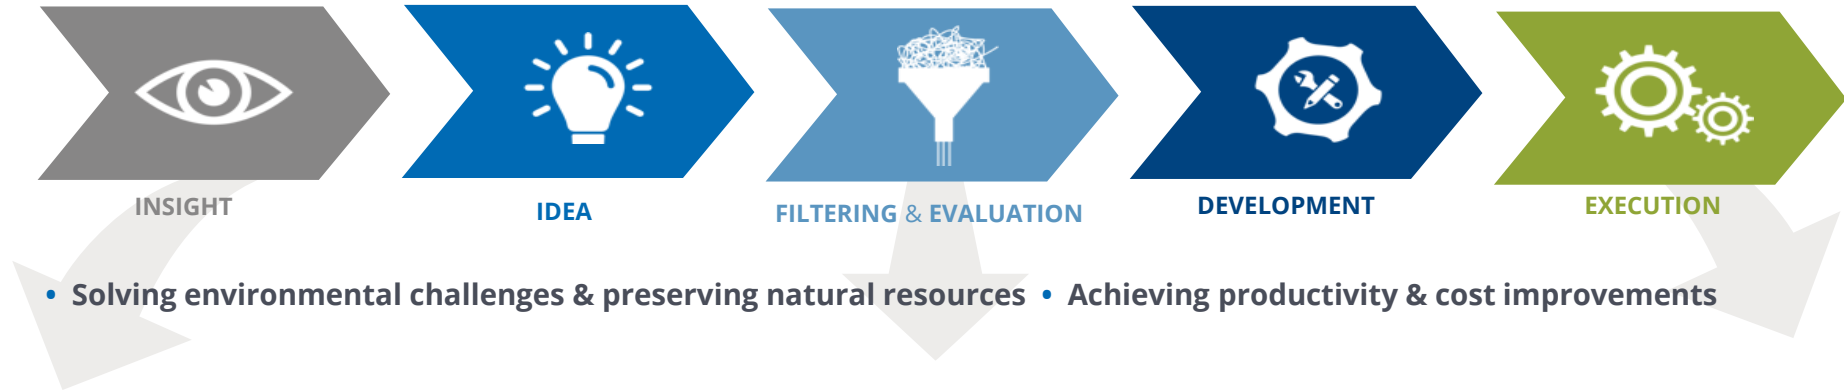 INSIGHT
IDEA
FILTERING & EVALUATION
DEVELOPMENT
EXECUTION
• Solving environmental challenges & preserving natural resources • Achieving productivity & cost improvements